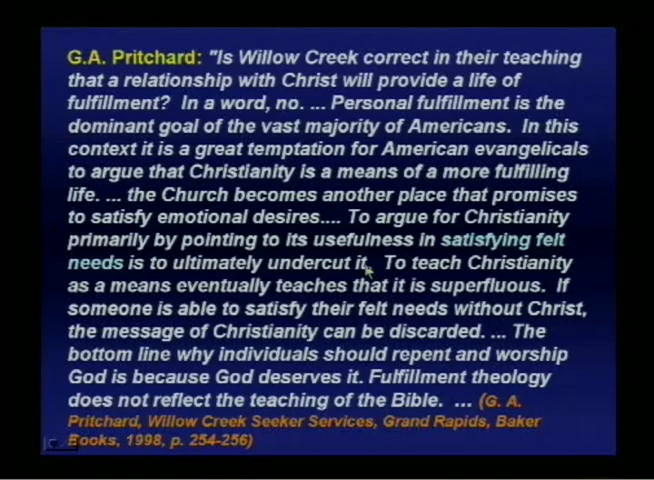 G.A. Pritchard: "Is Willow Creek correct in their teaching
that a relationship with Christ will provide a life of
fulfillment? In a word, no. ... Personal fulfillment is the
dominant goal of the vast majority of Americans. In this
context it is a great temptation for American evangelicals
to argue that Christianity is a means of a more fulfilling
life. ... the Church becomes another place that promises
to satisfy emotional desires.... To argue for Christianity
primarily by pointing to its usefulness in satisfying felt
needs is to ultimately undercut it. To teach Christianity
as a means eventually teaches that it is superfluous. If
someone is able to satisfy their felt needs without Christ,
the message of Christianity can be discarded. ... The
bottom line why individuals should repent and worship
God is because God deserves it. Fulfillment theology
does not reflect the teaching of the Bible. ... (G. A.
Pritchard, Willow Creek Seeker Services, Grand Rapids, Baker
Books, 1998, p. 254-256)